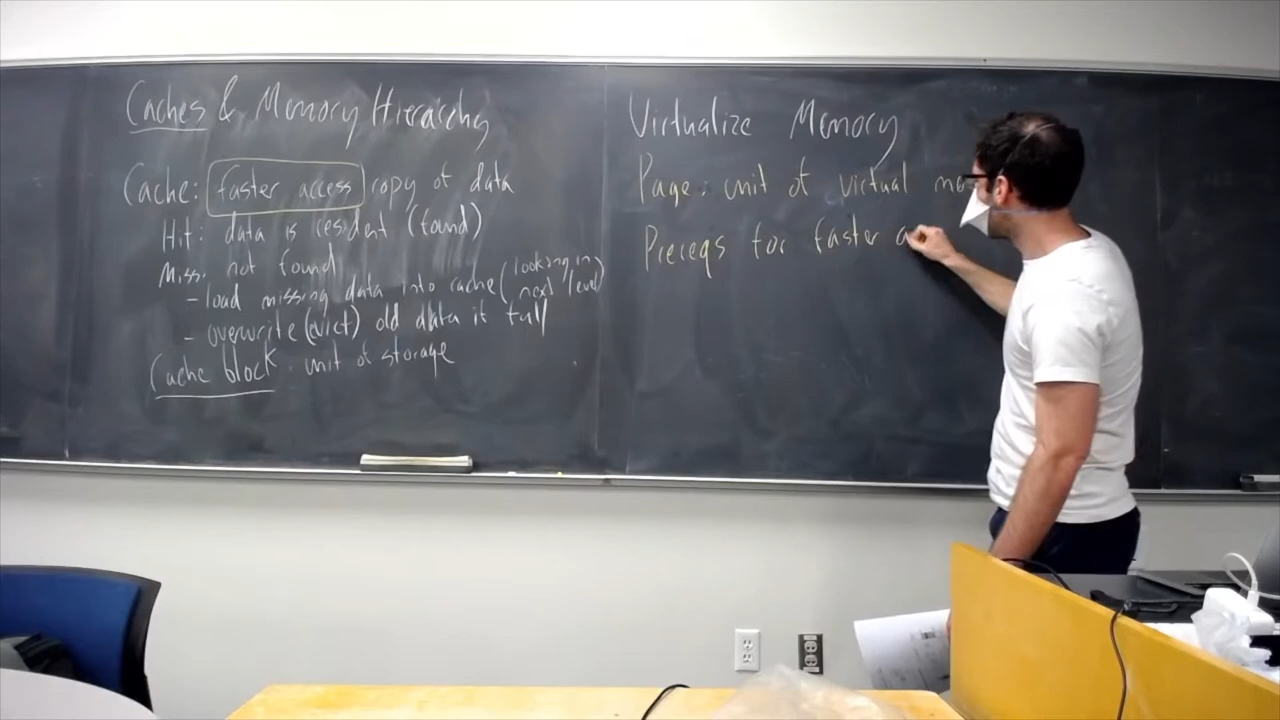 Caches & Memory Hierarchy
Cache: faster access copy of data
Hit: data is resident (found)
Miss: not found
- load missing data into cache (looking in next level)
- overwrite (evict) old data if full
Cache block: unit of storage
Virtualize Memory
Page: unit of virtual me
Prereqs for faster a